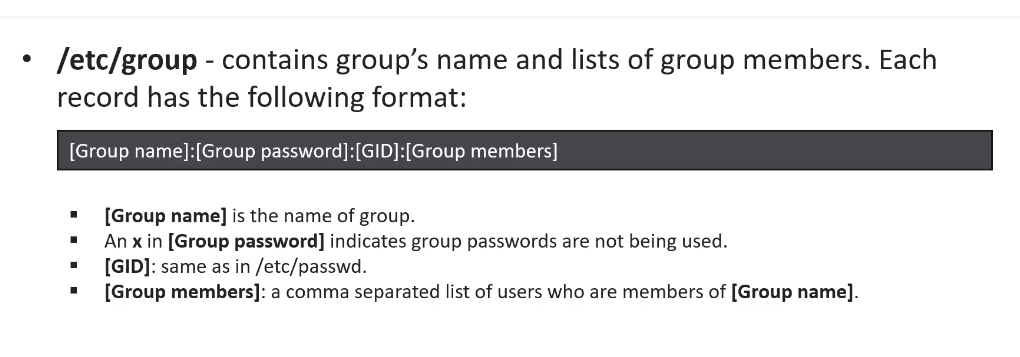 • /etc/group - contains group’s name and lists of group members. Each
record has the following format:
[Group name]:[Group password]:[GID]:[Group members]
▪ [Group name] is the name of group.
▪ An x in [Group password] indicates group passwords are not being used.
▪ [GID]: same as in /etc/passwd.
▪ [Group members]: a comma separated list of users who are members of [Group name].